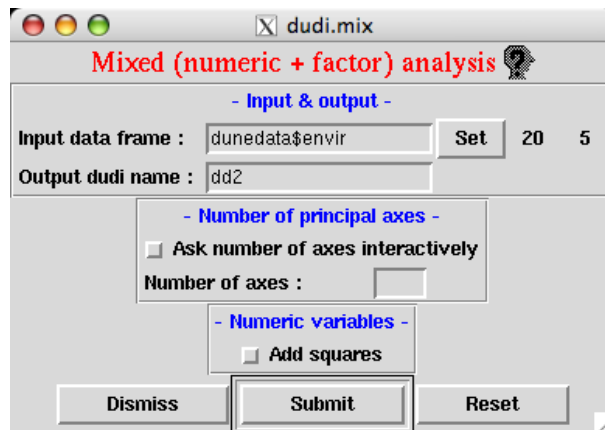 dudi.mix
Mixed (numeric + factor) analysis
- Input & output -
Input data frame : dunedata$envir Set 20 5
Output dudi name : dd2
- Number of principal axes -
Ask number of axes interactively
Number of axes :
- Numeric variables -
Add squares
Dismiss Submit Reset